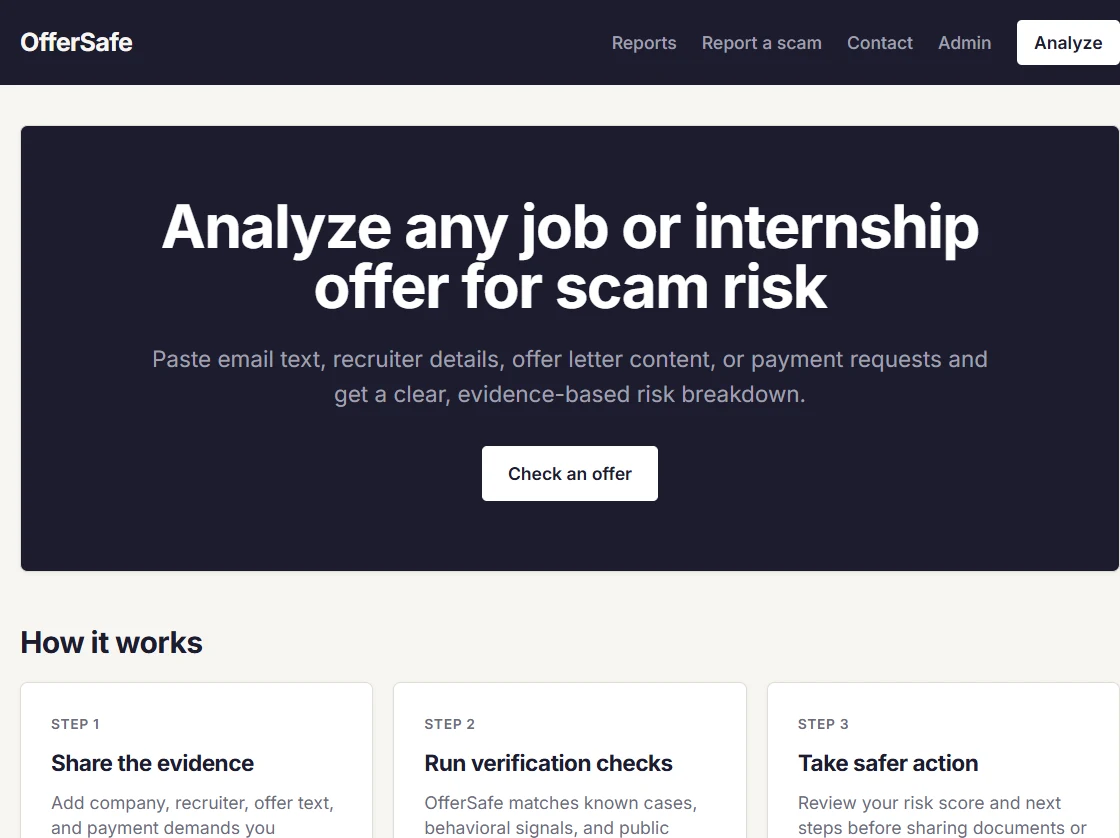 OfferSafe
Reports
Report a scam
Contact
Admin
Analyze
Analyze any job or internship
offer for scam risk
Paste email text, recruiter details, offer letter content, or payment requests and
get a clear, evidence-based risk breakdown.
Check an offer
How it works
STEP 1
Share the evidence
Add company, recruiter, offer text,
and payment demands you
STEP 2
Run verification checks
OfferSafe matches known cases,
behavioral signals, and public
STEP 3
Take safer action
Review your risk score and next
steps before sharing documents or